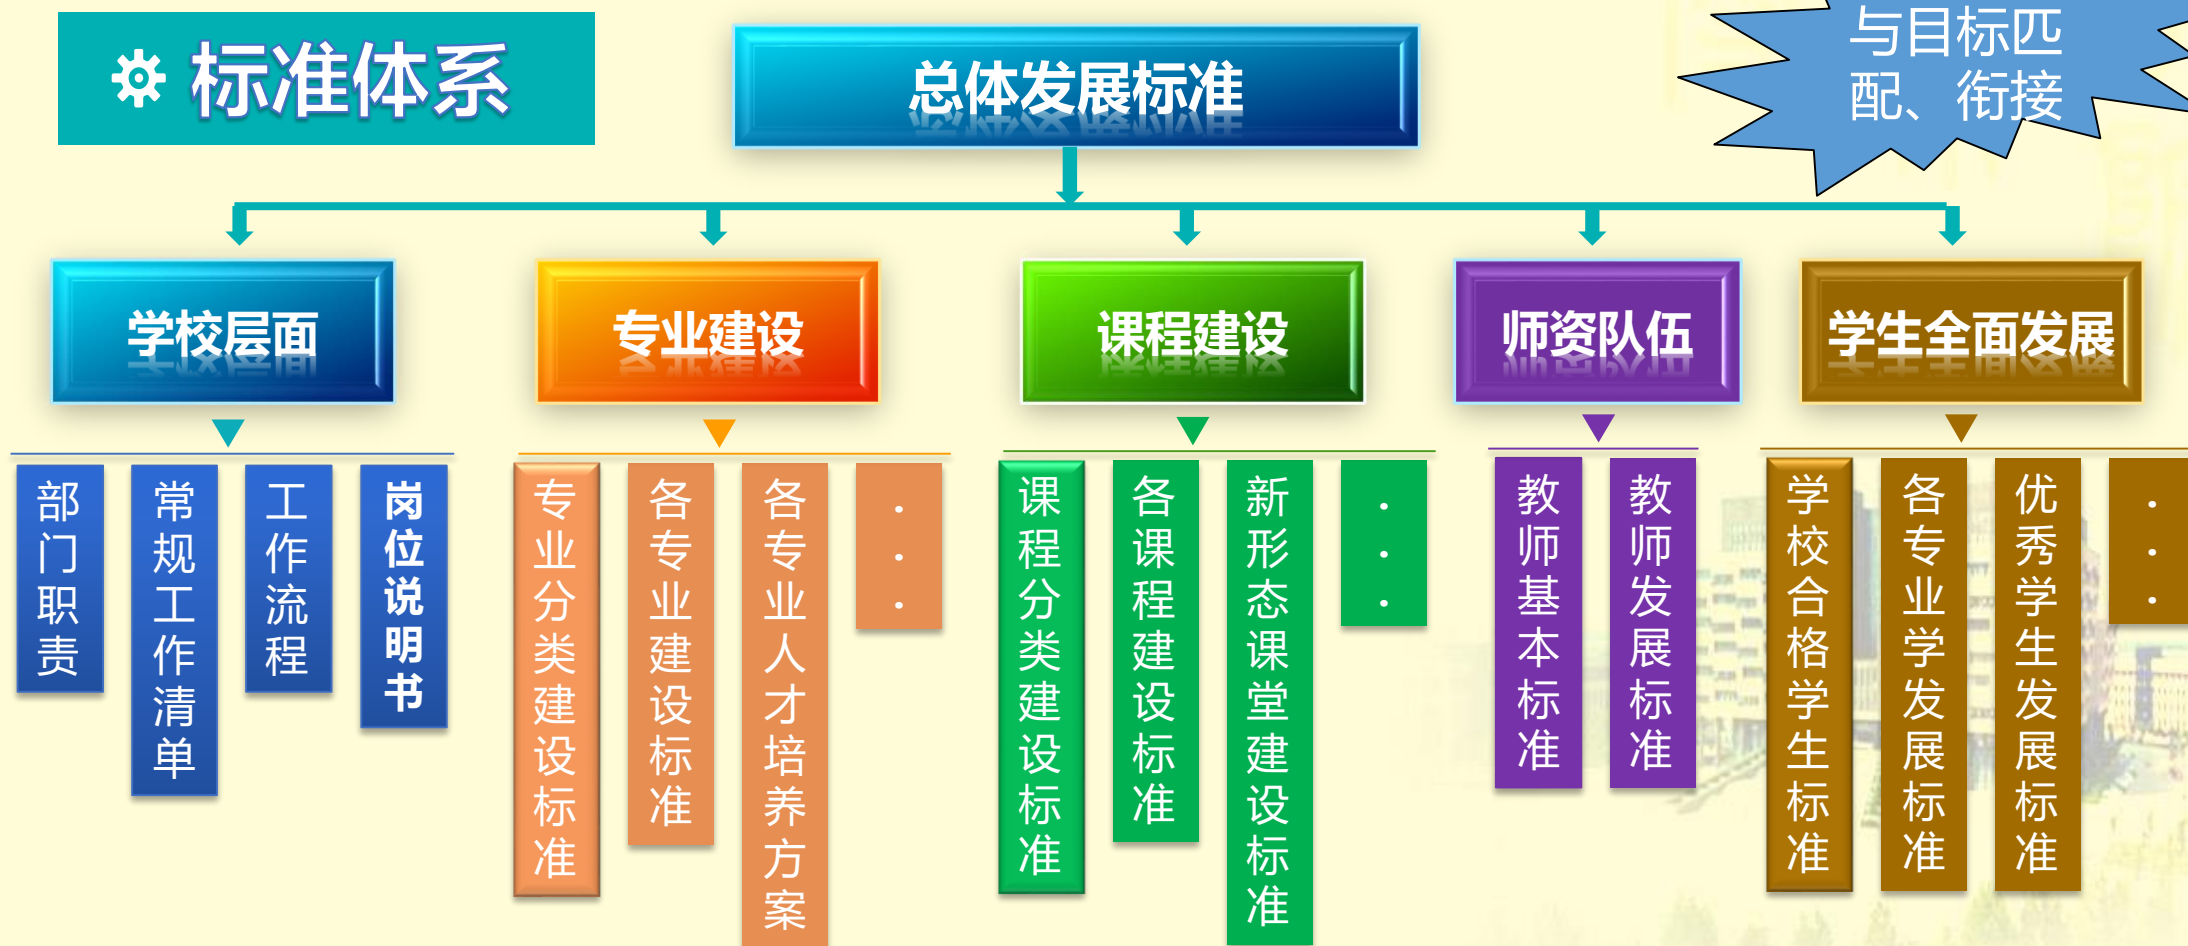 标准体系
总体发展标准
与目标匹
配、衔接
学校层面
专业建设
课程建设
师资队伍
学生全面发展
部门职责
常规工作清单
工作流程
岗位说明书
专业分类建设标准
各专业建设标准
各专业人才培养方案
...
课程分类建设标准
各课程建设标准
新形态课堂建设标准
...
教师基本标准
教师发展标准
学校合格学生标准
各专业学发展标准
优秀学生发展标准
...